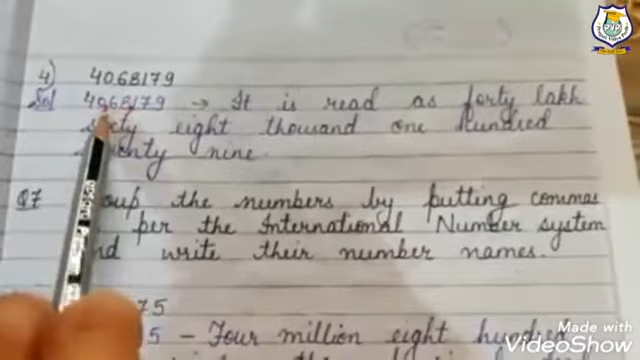 4) 4068179
Sol 4068179 → It is read as forty lakh
eight thousand one hundred
nine.
Q7 the numbers by putting commas
per the International Number system
write their number names.
75
5 - Four million eight hundred
Made with
VideoShow